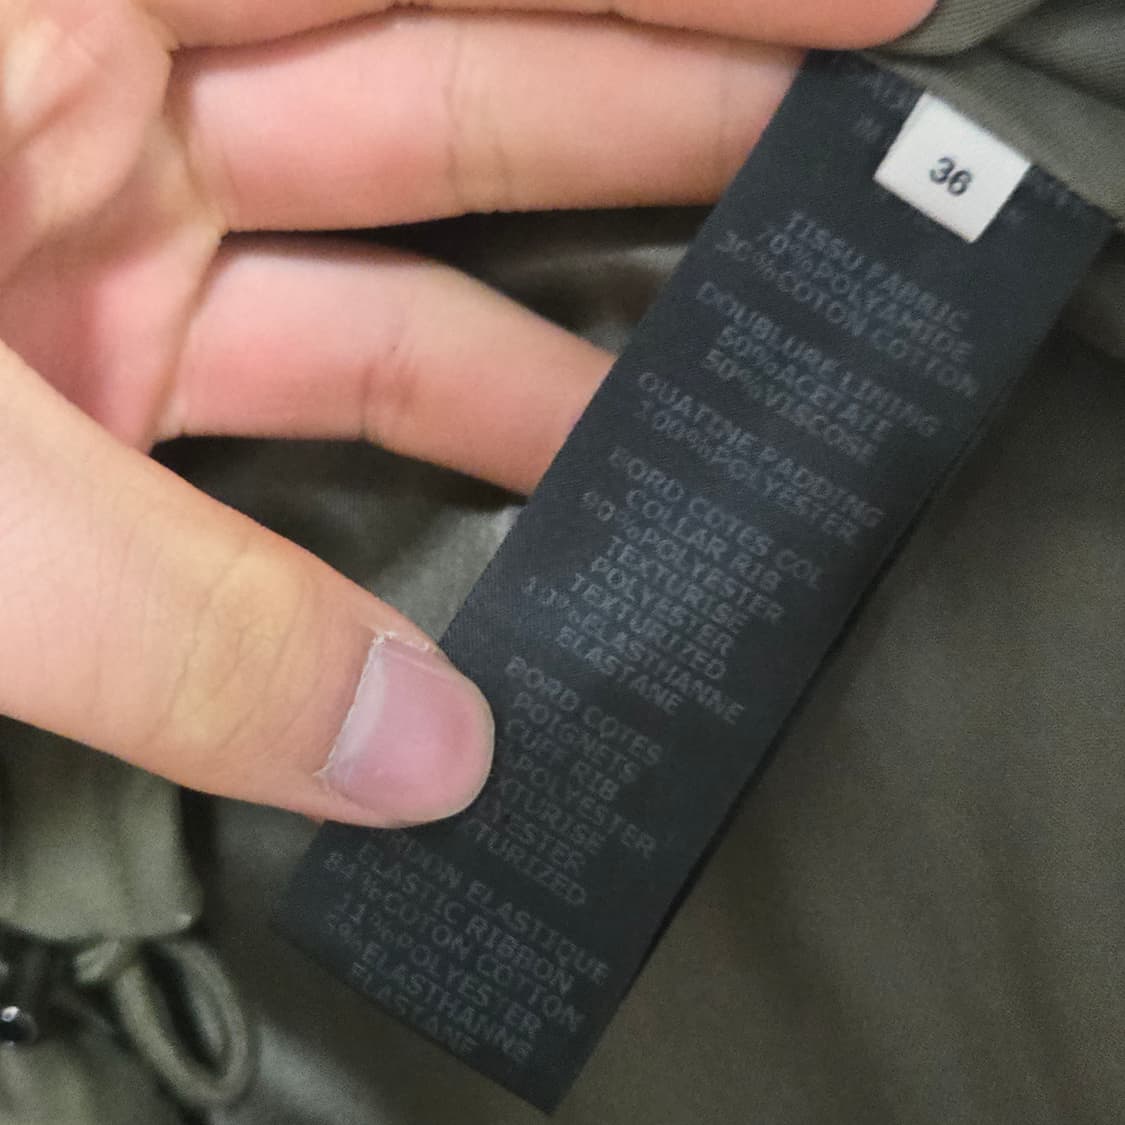 36
TISSU FABRIC
70%POLYAMIDE
30%COTON COTTON
DOUBLURE LINING
50%ACETATE
50%VISCOSE
OUATINE PADDING
100%POLYESTER
BORD COTES COL
COLLAR RIB
90%POLYESTER
TEXTURISE
POLYESTER
TEXTURIZED
10%ELASTHANNE
ELASTANE
BORD COTES
POIGNETS
CUFF RIB
POLYESTER
ELASTIQUE
ELASTIC RIBBON
84%COTON COTTON
11%POLYESTER
5%ELASTHANNE
ELASTANE